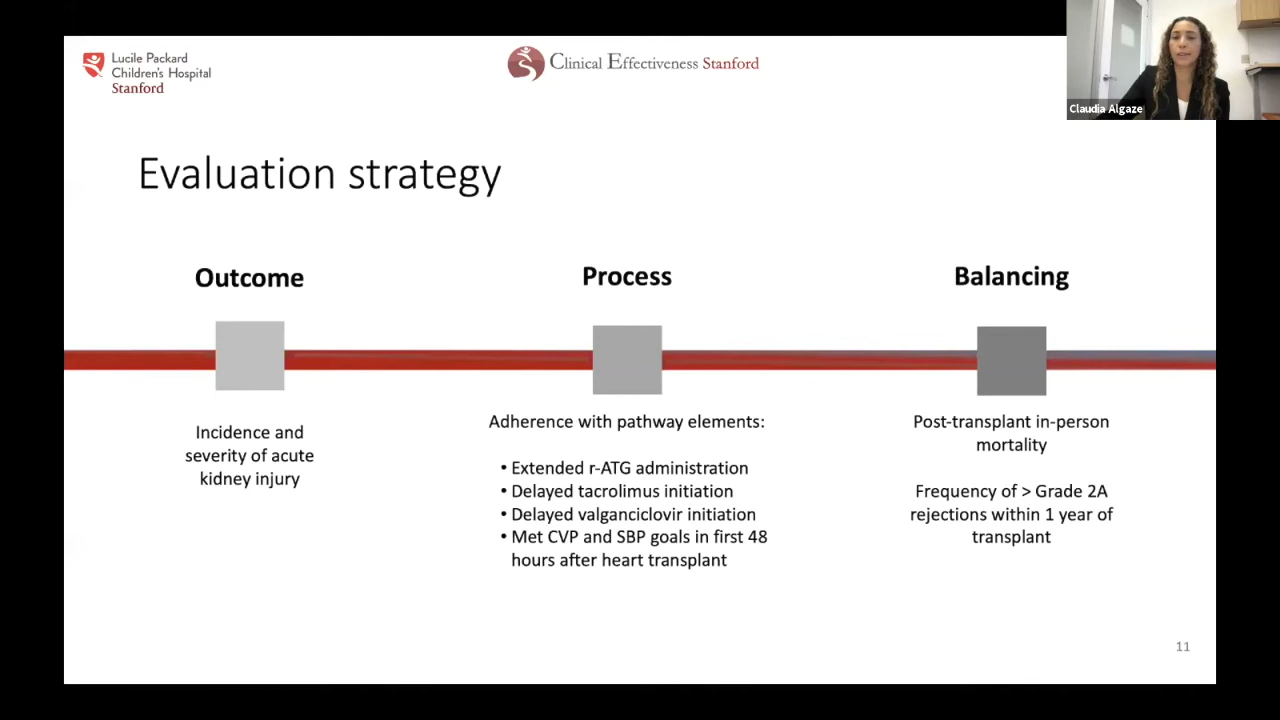 Lucile Packard
Children's Hospital
Stanford
Clinical Effectiveness Stanford
Claudia Algaze
Evaluation strategy
Outcome
Incidence and
severity of acute
kidney injury
Process
Adherence with pathway elements:
• Extended r-ATG administration
• Delayed tacrolimus initiation
• Delayed valganciclovir initiation
• Met CVP and SBP goals in first 48
hours after heart transplant
Balancing
Post-transplant in-person
mortality
Frequency of > Grade 2A
rejections within 1 year of
transplant
11